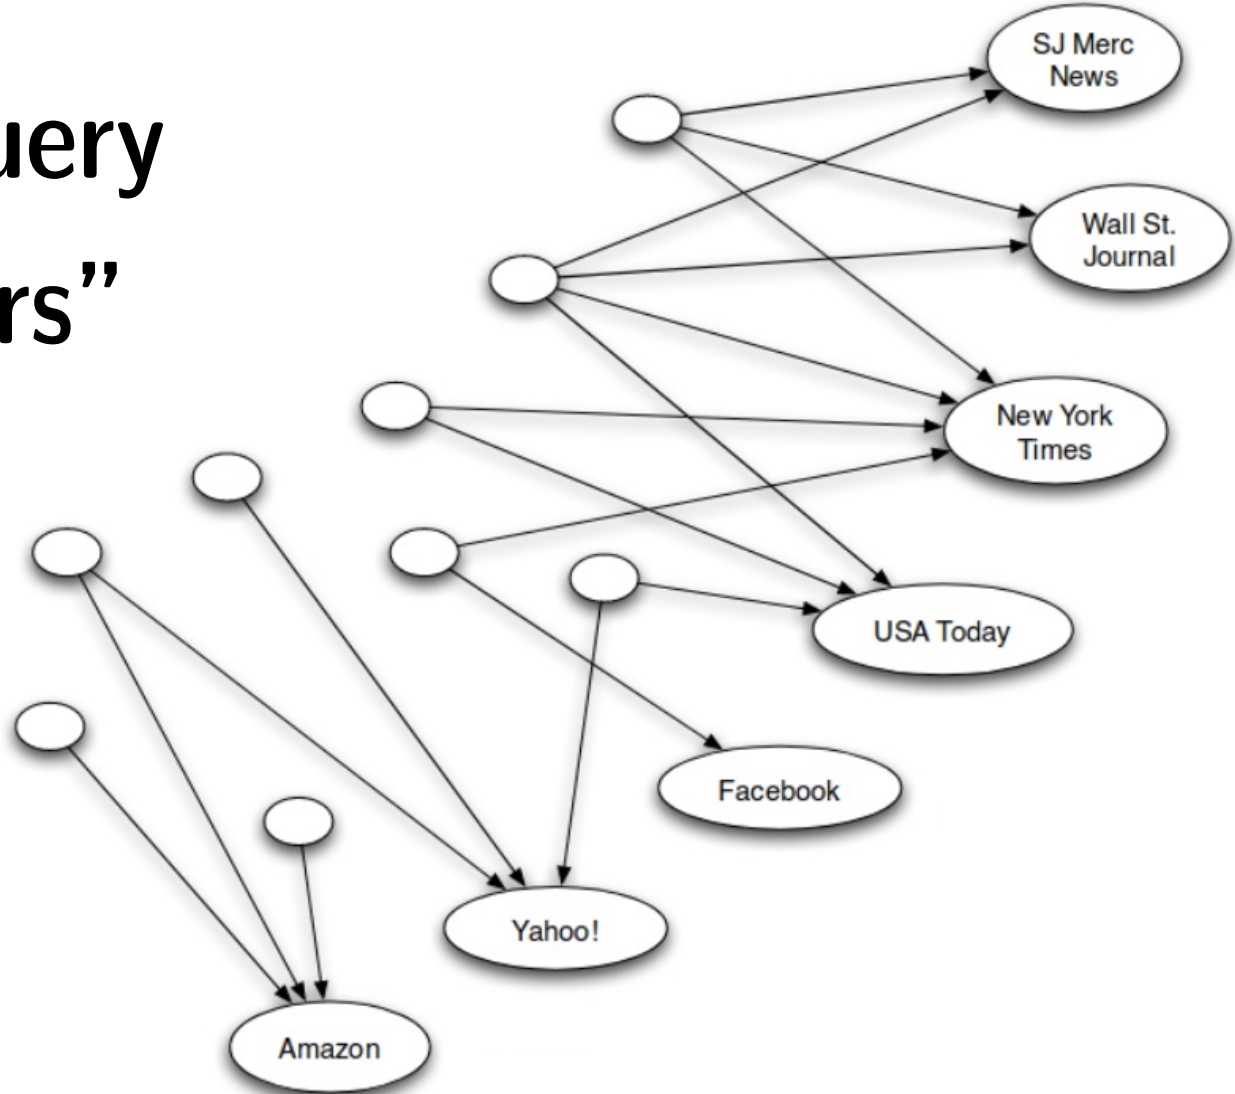 uery
rs”
SJ Merc
News
Wall St.
Journal
New York
Times
USA Today
Facebook
Yahoo!
Amazon